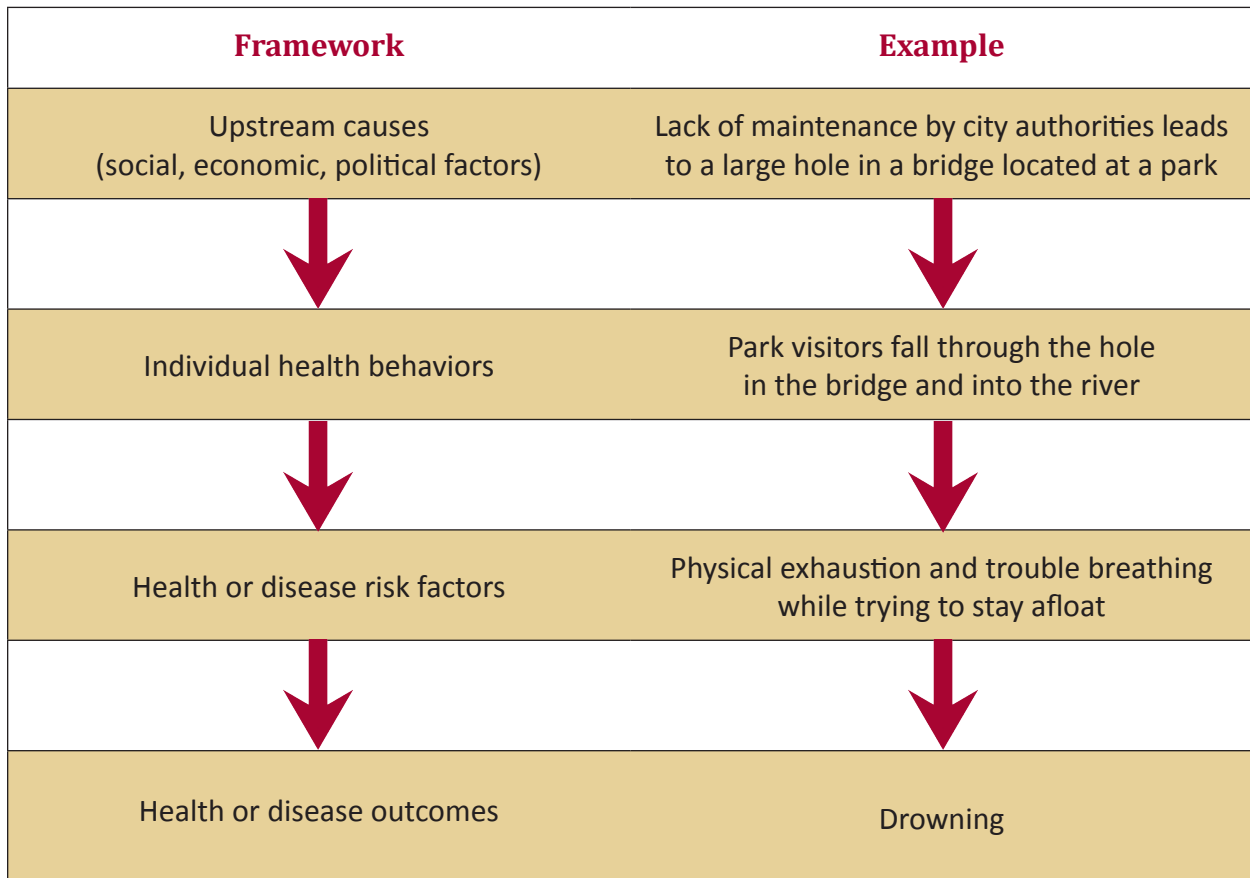 Framework
Example
Upstream causes
(social, economic, political factors)
Lack of maintenance by city authorities leads
to a large hole in a bridge located at a park
Individual health behaviors
Park visitors fall through the hole
in the bridge and into the river
Health or disease risk factors
Physical exhaustion and trouble breathing
while trying to stay afloat
Health or disease outcomes
Drowning